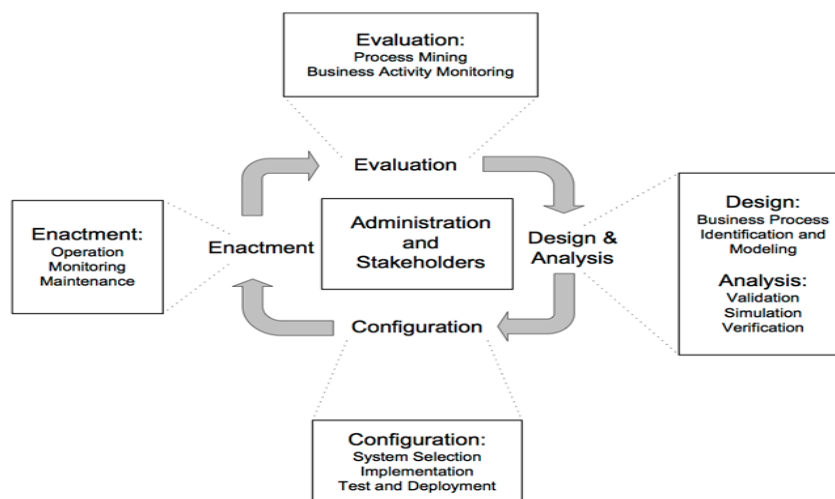 Evaluation:
Process Mining
Business Activity Monitoring
Evaluation
Design:
Business Process
Identification and
Modeling
Analysis:
Validation
Simulation
Verification
Administration
and
Stakeholders
Enactment:
Operation
Monitoring
Maintenance
Enactment
Design &
Analysis
Configuration
Configuration:
System Selection
Implementation
Test and Deployment